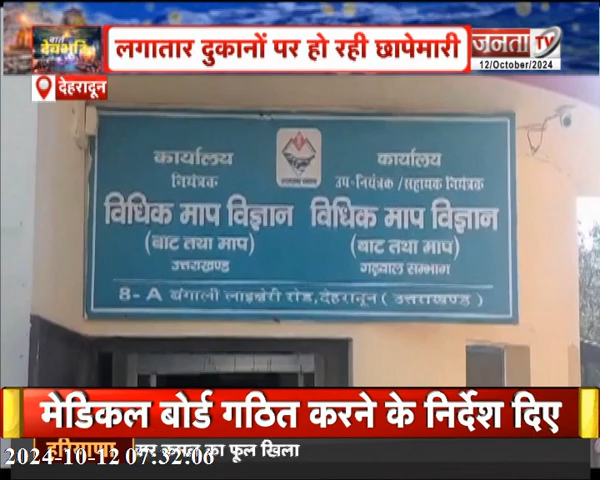 वार्ता देवभूमि
लगातार दुकानों पर हो रही छापेमारी
जनता TV
12/October/2024
देहरादून
कार्यालय
नियंत्रक
विधिक माप विज्ञान
(बाट तथा माप)
उत्तराखण्ड
कार्यालय
उप-नियंत्रक /सहायक नियंत्रक
विधिक माप विज्ञान
(बाट तथा माप)
गढ़वाल सम्भाग
8-A बंगाली लाइब्रेरी रोड,देहरादून ( उत्तराखण्ड )
मेडिकल बोर्ड गठित करने के निर्देश दिए
हरियाणा
कमल का फूल खिला
2024-10-12 07:32:06